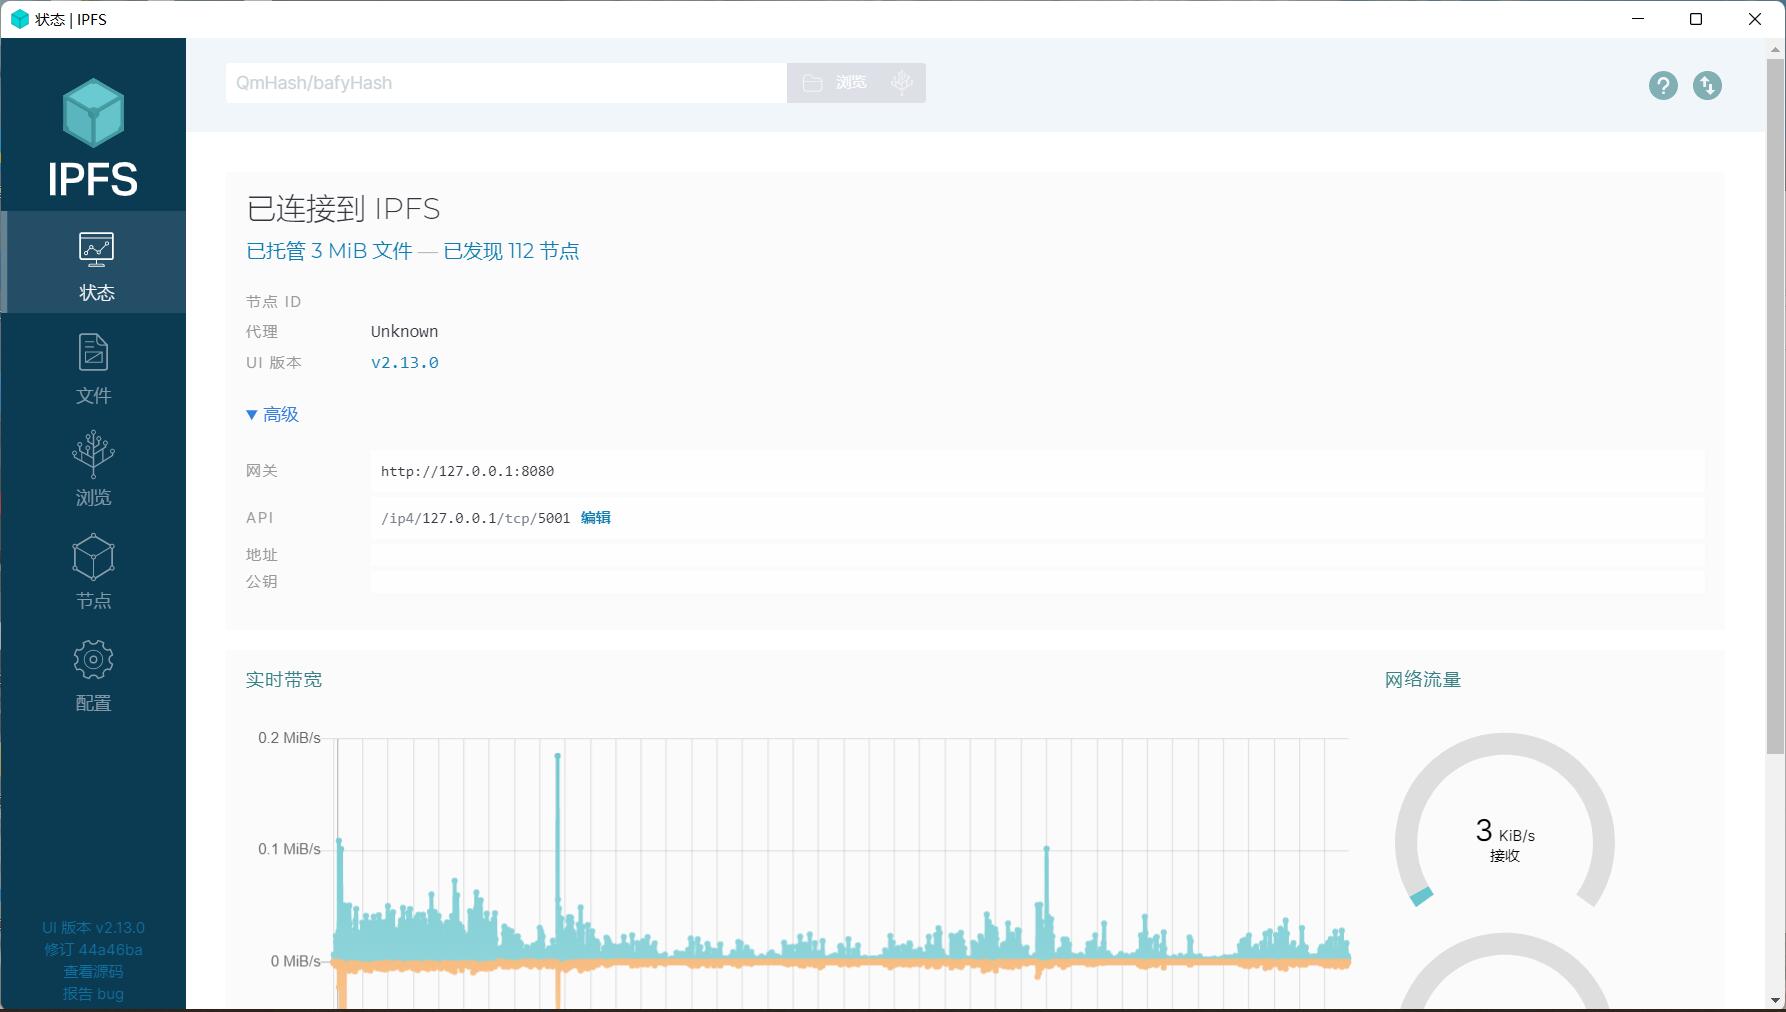 状态 | IPFS
QmHash/bafyHash
浏览
IPFS
状态
文件
浏览
节点
配置
UI 版本 v2.13.0
修订 44a46ba
查看源码
报告 bug
已连接到 IPFS
已托管 3 MiB 文件 — 已发现 112 节点
节点 ID
代理 Unknown
UI 版本 v2.13.0
▼ 高级
网关 http://127.0.0.1:8080
API /ip4/127.0.0.1/tcp/5001 编辑
地址
公钥
实时带宽
0.2 MiB/s
0.1 MiB/s
0 MiB/s
网络流量
3 KiB/s
接收